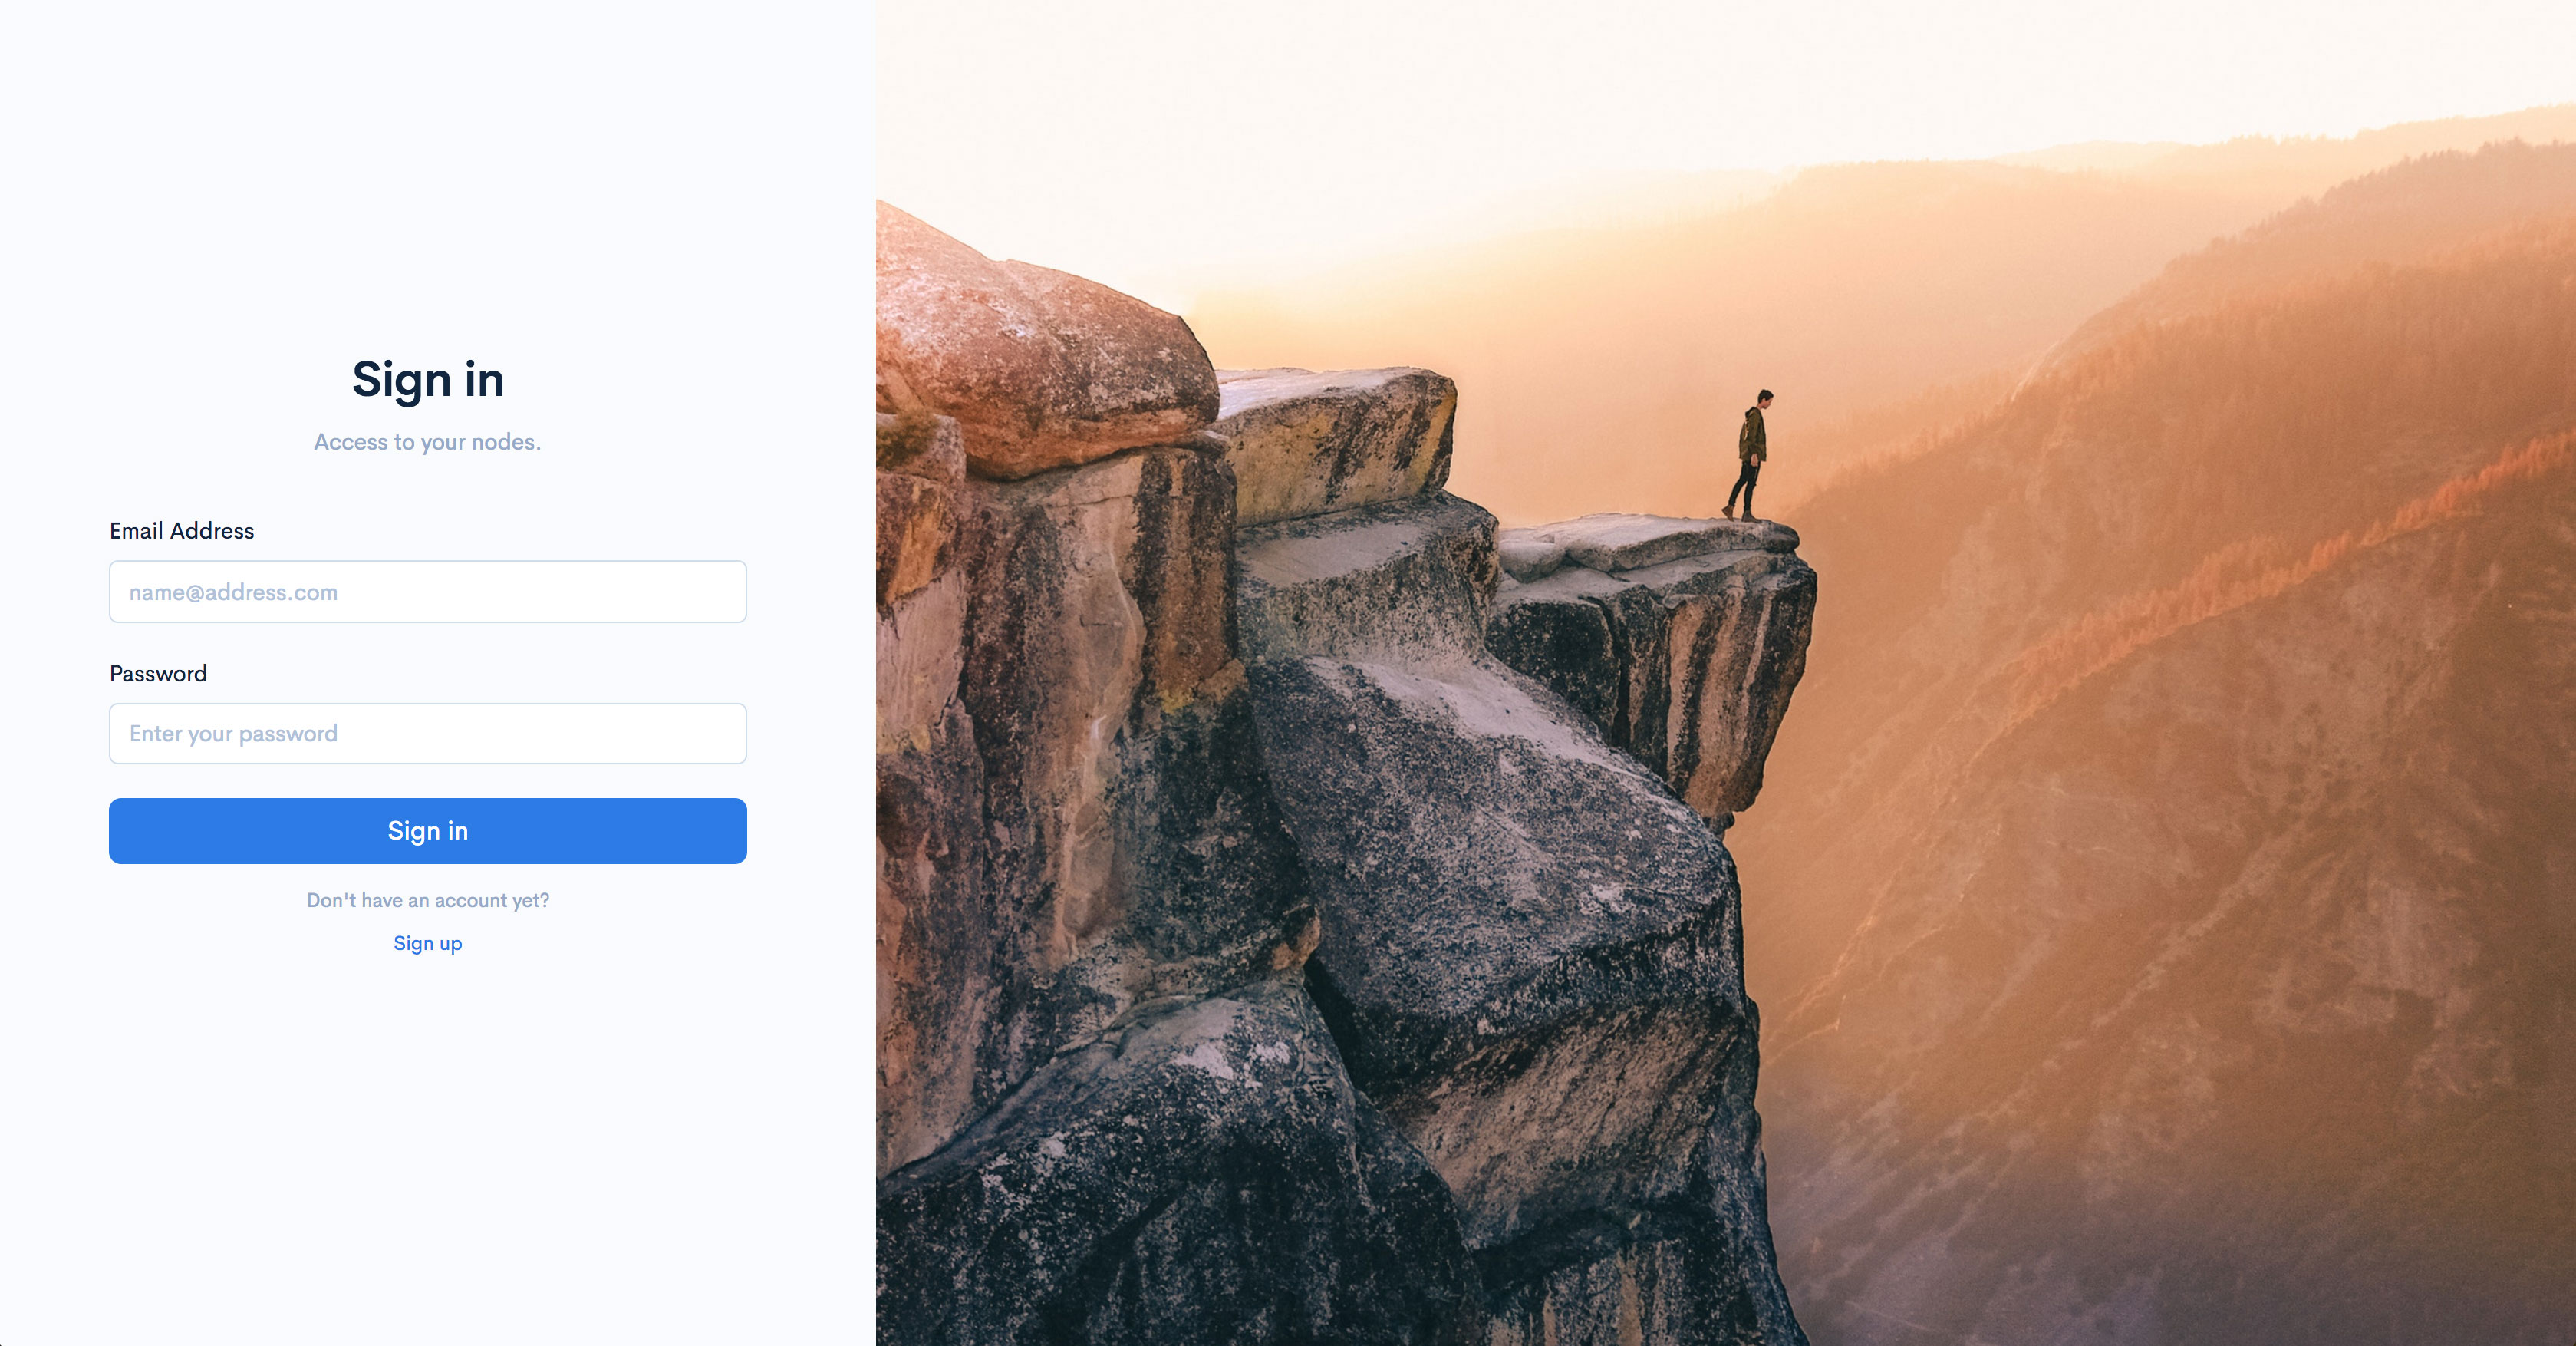 Sign in
Access to your nodes.
Email Address
name@address.com
Password
Enter your password
Sign in
Don't have an account yet?
Sign up